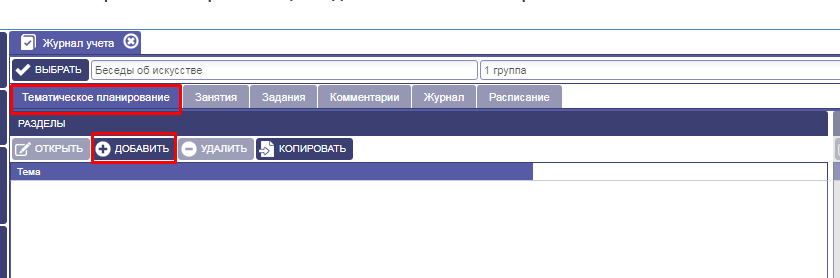 Журнал учета
ВЫБРАТЬ Беседы об искусстве 1 группа
Тематическое планирование Занятия Задания Комментарии Журнал Расписание
РАЗДЕЛЫ
ОТКРЫТЬ ДОБАВИТЬ УДАЛИТЬ КОПИРОВАТЬ
Тема